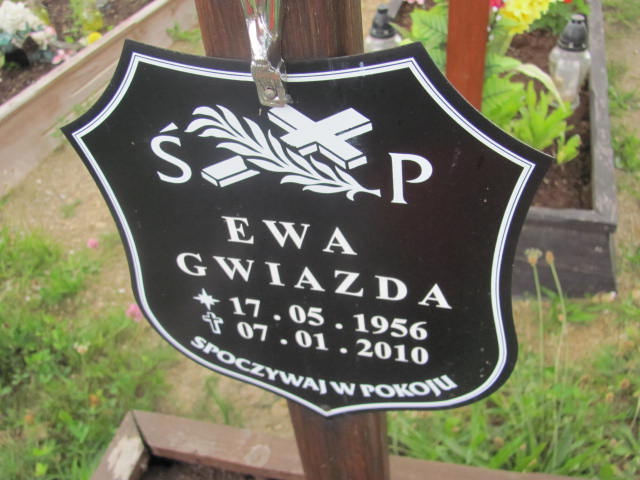 Ś P
EWA
GWIAZDA
17.05.1956
07.01.2010
SPOCZYWAJ W POKOJU